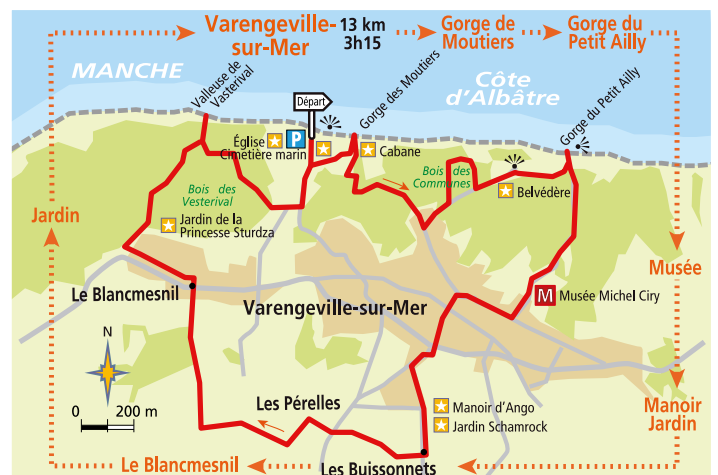 Varengeville-
sur-Mer
13 km
3h15
Gorge
de Moutiers
Gorge du
Petit Ailly
MANCHE
Valleuse de
Vasterival
Départ
Gorge des Moutiers
Côte
d'Albâtre
Gorge du Petit Ailly
Église
P
Cimetière marin
Cabane
Bois des
Communes
Belvédère
Bois des
Vesterival
Jardin
Jardin de la
Princesse Sturdza
Musée
Le Blancmesnil
Varengeville-sur-Mer
M
Musée Michel Ciry
N
0 200 m
Les Pérelles
Manoir d'Ango
Jardin Schamrock
Manoir
Jardin
Le Blancmesnil
Les Buissonnets